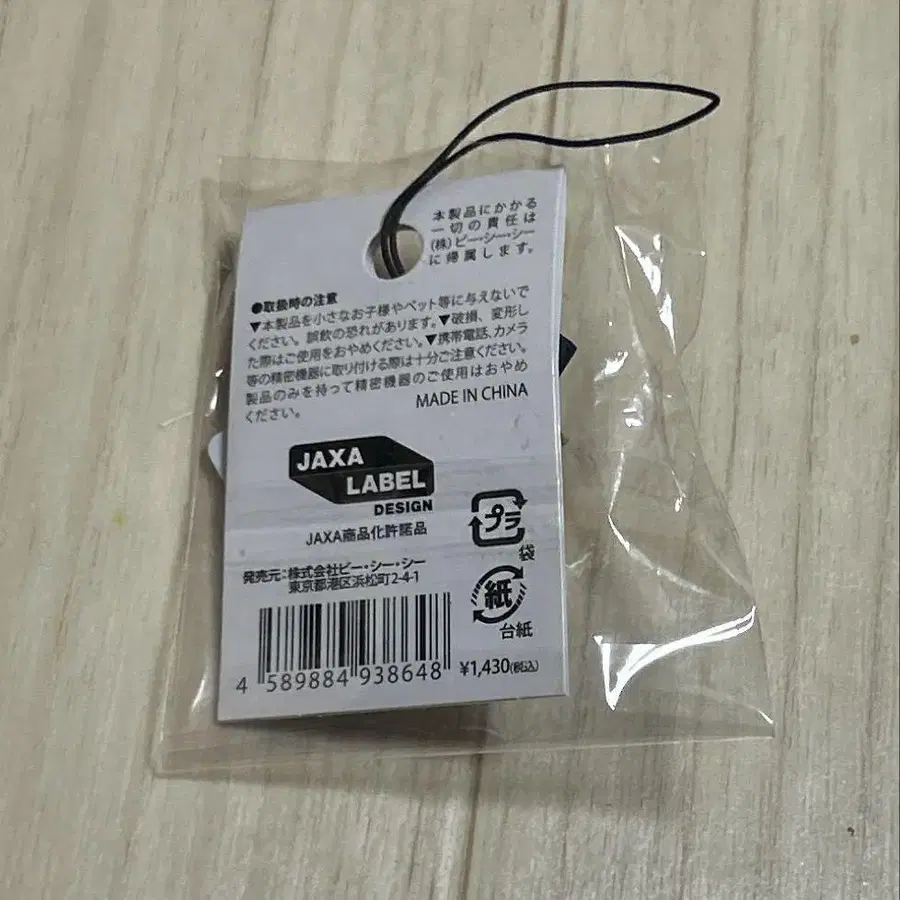 本製品にかかる
一切の責任は
(株)ビー・シー・シー
に帰属します。
●取扱時の注意
▼本製品を小さなお子様やペット等に与えないで
ください。誤飲の恐れがあります。▼破損、変形し
た際はご使用をおやめください。▼携帯電話、カメラ
等の精密機器に取り付ける際は十分ご注意ください。
製品のみを持って精密機器のご使用はおやめ
ください。
MADE IN CHINA
JAXA
LABEL
DESIGN
JAXA商品化許諾品
プラ
袋
発売元:株式会社ビー・シー・シー
東京都港区浜松町2-4-1
紙
台紙
4 589884 938648
¥1,430(税込)